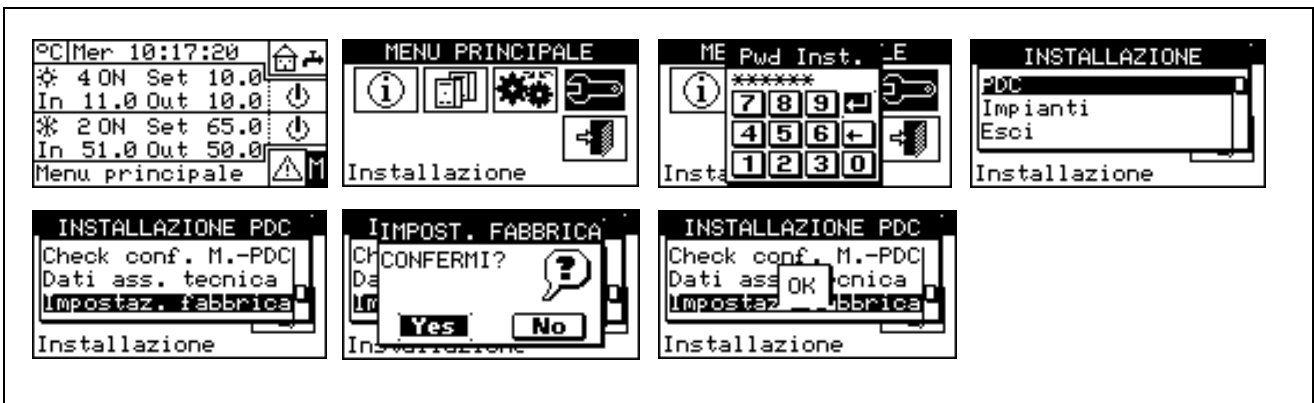 °C Mer 10:17:20
4 ON Set 10.0
In 11.0 Out 10.0
2 ON Set 65.0
In 51.0 Out 50.0
Menu principale M
MENU PRINCIPALE
Installazione
ME Pwd Inst. LE
******
7 8 9
4 5 6
1 2 3 0
Insta
INSTALLAZIONE
PDC
Impianti
Esci
Installazione
INSTALLAZIONE PDC
Check conf. M.-PDC
Dati ass. tecnica
Impostaz. fabbrica
Installazione
IMPOST. FABBRICA
CONFERMI?
Yes No
INSTALLAZIONE PDC
Check conf. M.-PDC
Dati ass OK cnica
Impostaz bbrica
Installazione